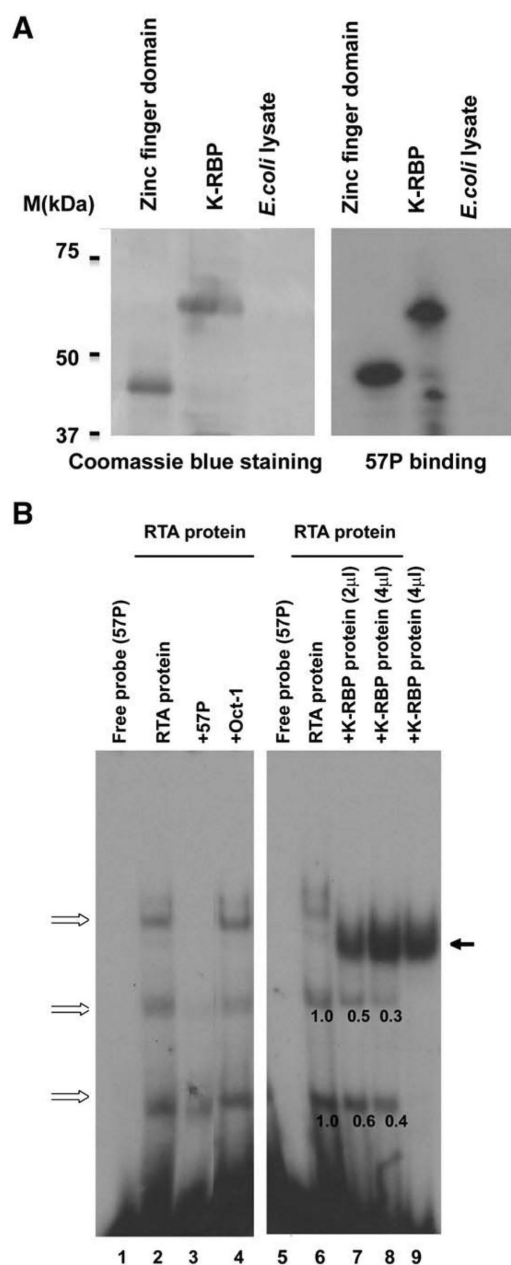 A
Zinc finger domain
K-RBP
E.coli lysate
Zinc finger domain
K-RBP
E.coli lysate
M(kDa)
75
50
37
Coomassie blue staining
57P binding
B
RTA protein
RTA protein
Free probe (57P)
RTA protein
+57P
+Oct-1
Free probe (57P)
RTA protein
+K-RBP protein (2µl)
+K-RBP protein (4µl)
+K-RBP protein (4µl)
1.0 0.5 0.3
1.0 0.6 0.4
1 2 3 4 5 6 7 8 9